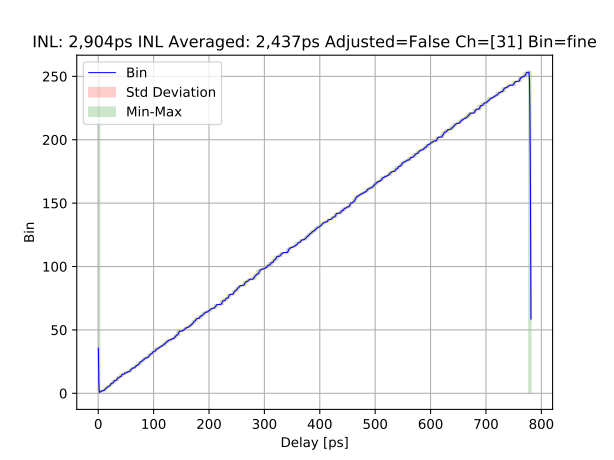 INL: 2,904ps INL Averaged: 2,437ps Adjusted=False Ch=[31] Bin=fine
Bin
Std Deviation
Min-Max
250
200
150
100
50
0
Bin
0 100 200 300 400 500 600 700 800
Delay [ps]